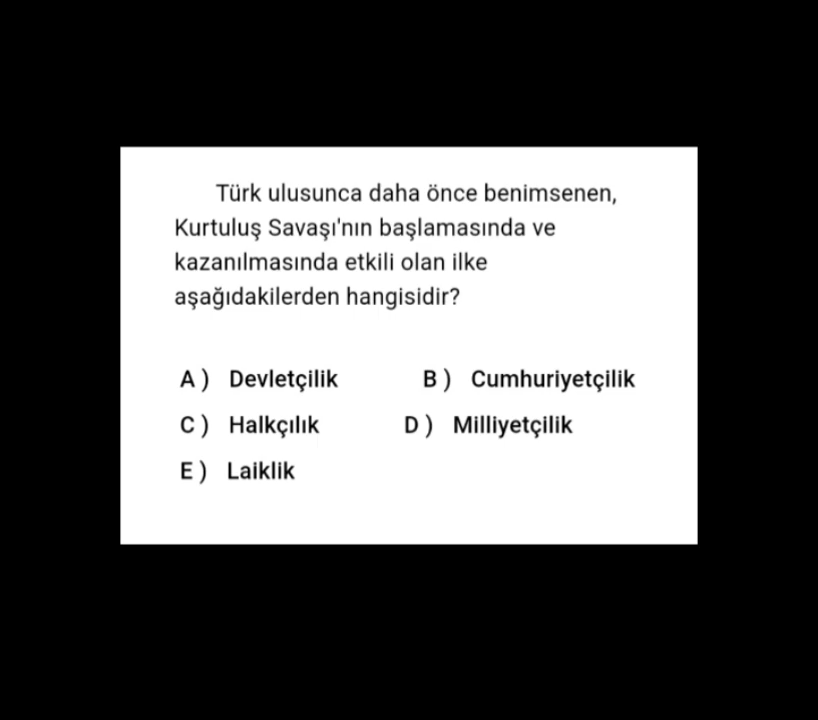 Türk ulusunca daha önce benimsenen,
Kurtuluş Savaşı'nın başlamasında ve
kazanılmasında etkili olan ilke
aşağıdakilerden hangisidir?
A) Devletçilik B) Cumhuriyetçilik
C) Halkçılık D) Milliyetçilik
E) Laiklik